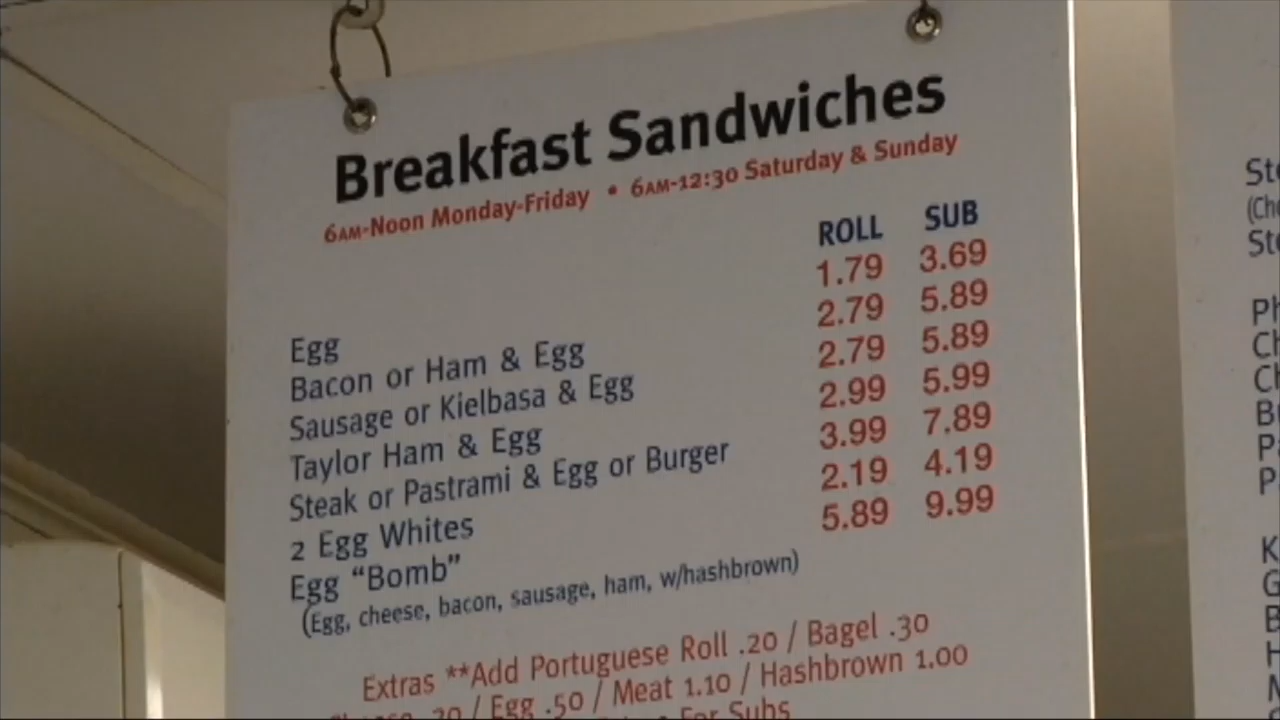 Breakfast Sandwiches
6AM-Noon Monday-Friday • 6AM-12:30 Saturday & Sunday
ROLL SUB
Egg 1.79 3.69
Bacon or Ham & Egg 2.79 5.89
Sausage or Kielbasa & Egg 2.79 5.89
Taylor Ham & Egg 2.99 5.99
Steak or Pastrami & Egg or Burger 3.99 7.89
2 Egg Whites 2.19 4.19
Egg “Bomb” 5.89 9.99
(Egg, cheese, bacon, sausage, ham, w/hashbrown)
Extras **Add Portuguese Roll .20 / Bagel .30
/ Egg .50 / Meat 1.10 / Hashbrown 1.00
For Subs